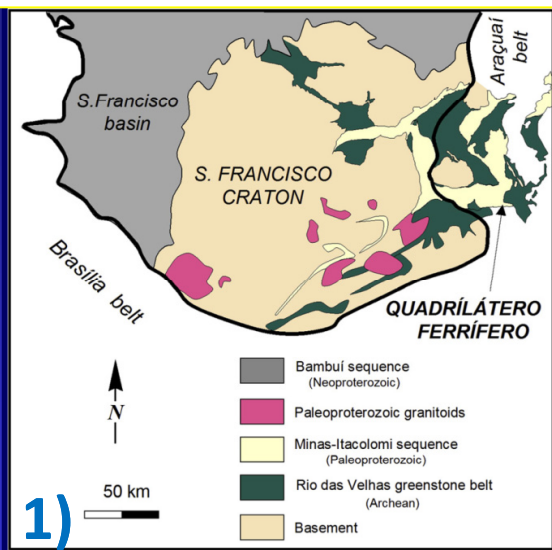 S.Francisco
basin
Araçuaí
belt
S. FRANCISCO
CRATON
Brasília belt
QUADRÍLÁTERO
FERRÍFERO
N
50 km
Bambuí sequence
(Neoproterozoic)
Paleoproterozoic granitoids
Minas-Itacolomi sequence
(Paleoproterozoic)
Rio das Velhas greenstone belt
(Archean)
Basement
1)